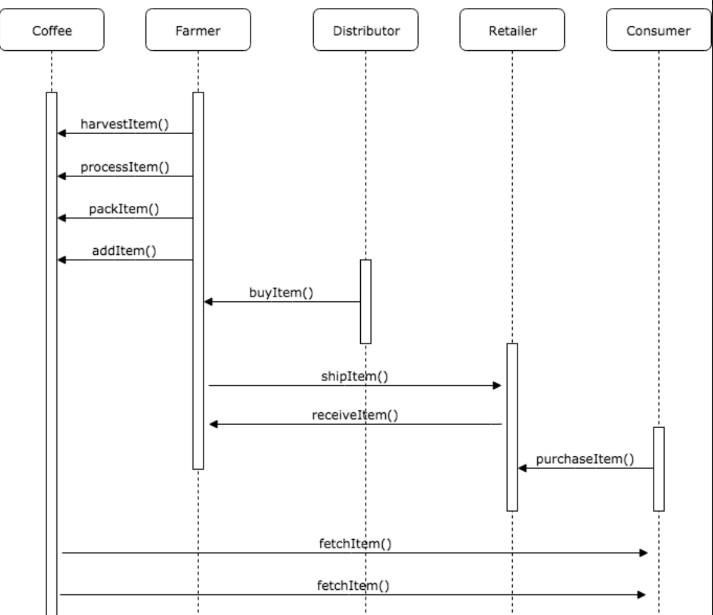 Coffee Farmer Distributor Retailer Consumer
harvestItem()
processItem()
packItem()
addItem()
buyItem()
shipItem()
receiveItem()
purchaseItem()
fetchItem()
fetchItem()